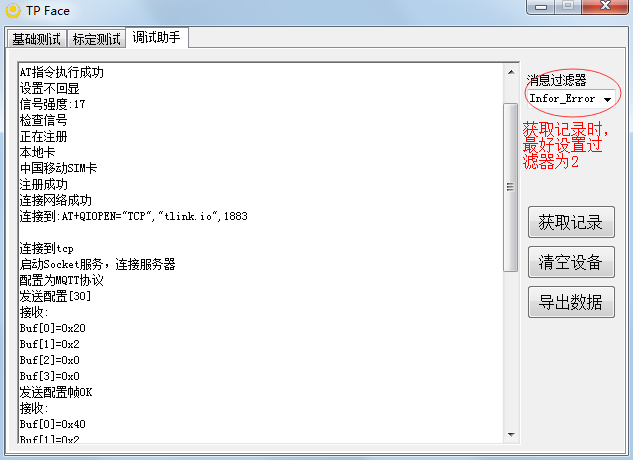 TP Face
基础测试 标定测试 调试助手
AT指令执行成功
设置不回显
信号强度:17
检查信号
正在注册
本地卡
中国移动SIM卡
注册成功
连接网络成功
连接到:AT+QIOPEN="TCP","tlink.io",1883
连接到tcp
启动Socket服务，连接服务器
配置为MQTT协议
发送配置[30]
接收:
Buf[0]=0x20
Buf[1]=0x2
Buf[2]=0x0
Buf[3]=0x0
发送配置帧OK
接收:
Buf[0]=0x40
Buf[1]=0x2
消息过滤器
Infor_Error
获取记录时，
最好设置过
滤器为2
获取记录
清空设备
导出数据